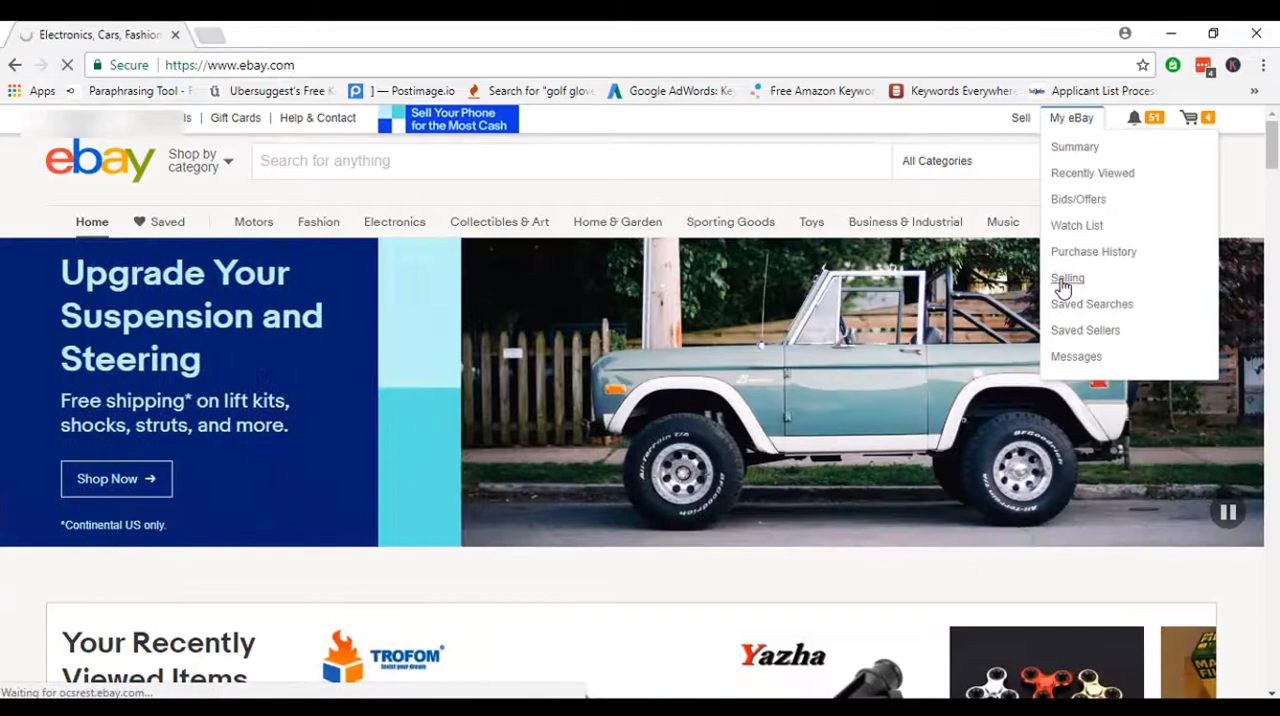 Electronics, Cars, Fashion
Secure
https://www.ebay.com
4
K
Apps
Paraphrasing Tool - F
Ubersuggest's Free K
] — Postimage.io
Search for "golf glov
Google AdWords: Ke
Free Amazon Keywor
Keywords Everywher
Applicant List Proces
»
Gift Cards
Help & Contact
Sell Your Phone
for the Most Cash
Sell
My eBay
51
4
ebay
Shop by
category
Search for anything
All Categories
Summary
Recently Viewed
Bids/Offers
Watch List
Purchase History
Selling
Saved Searches
Saved Sellers
Messages
Home
Saved
Motors
Fashion
Electronics
Collectibles & Art
Home & Garden
Sporting Goods
Toys
Business & Industrial
Music
Upgrade Your
Suspension and
Steering
Free shipping* on lift kits,
shocks, struts, and more.
Shop Now →
*Continental US only.
Your Recently
Viewed Items
TROFOM
Yazha
Waiting for ocsrest.ebay.com...